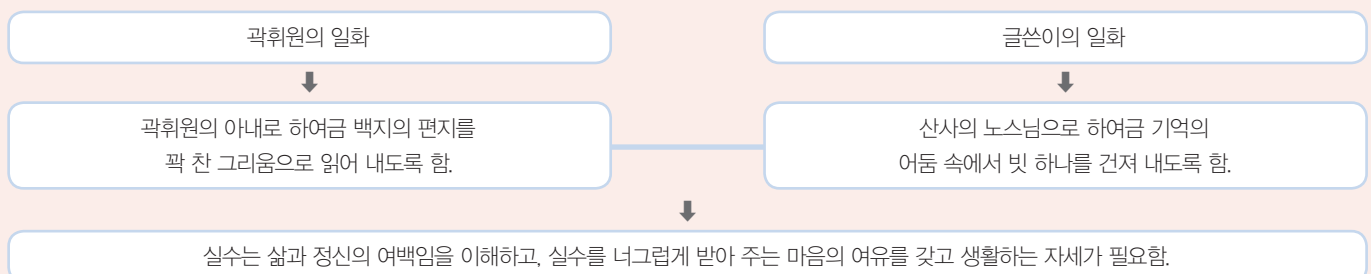 곽휘원의 일화
글쓴이의 일화
곽휘원의 아내로 하여금 백지의 편지를
꽉 찬 그리움으로 읽어 내도록 함.
산사의 노스님으로 하여금 기억의
어둠 속에서 빗 하나를 건져 내도록 함.
실수는 삶과 정신의 여백임을 이해하고, 실수를 너그럽게 받아 주는 마음의 여유를 갖고 생활하는 자세가 필요함.